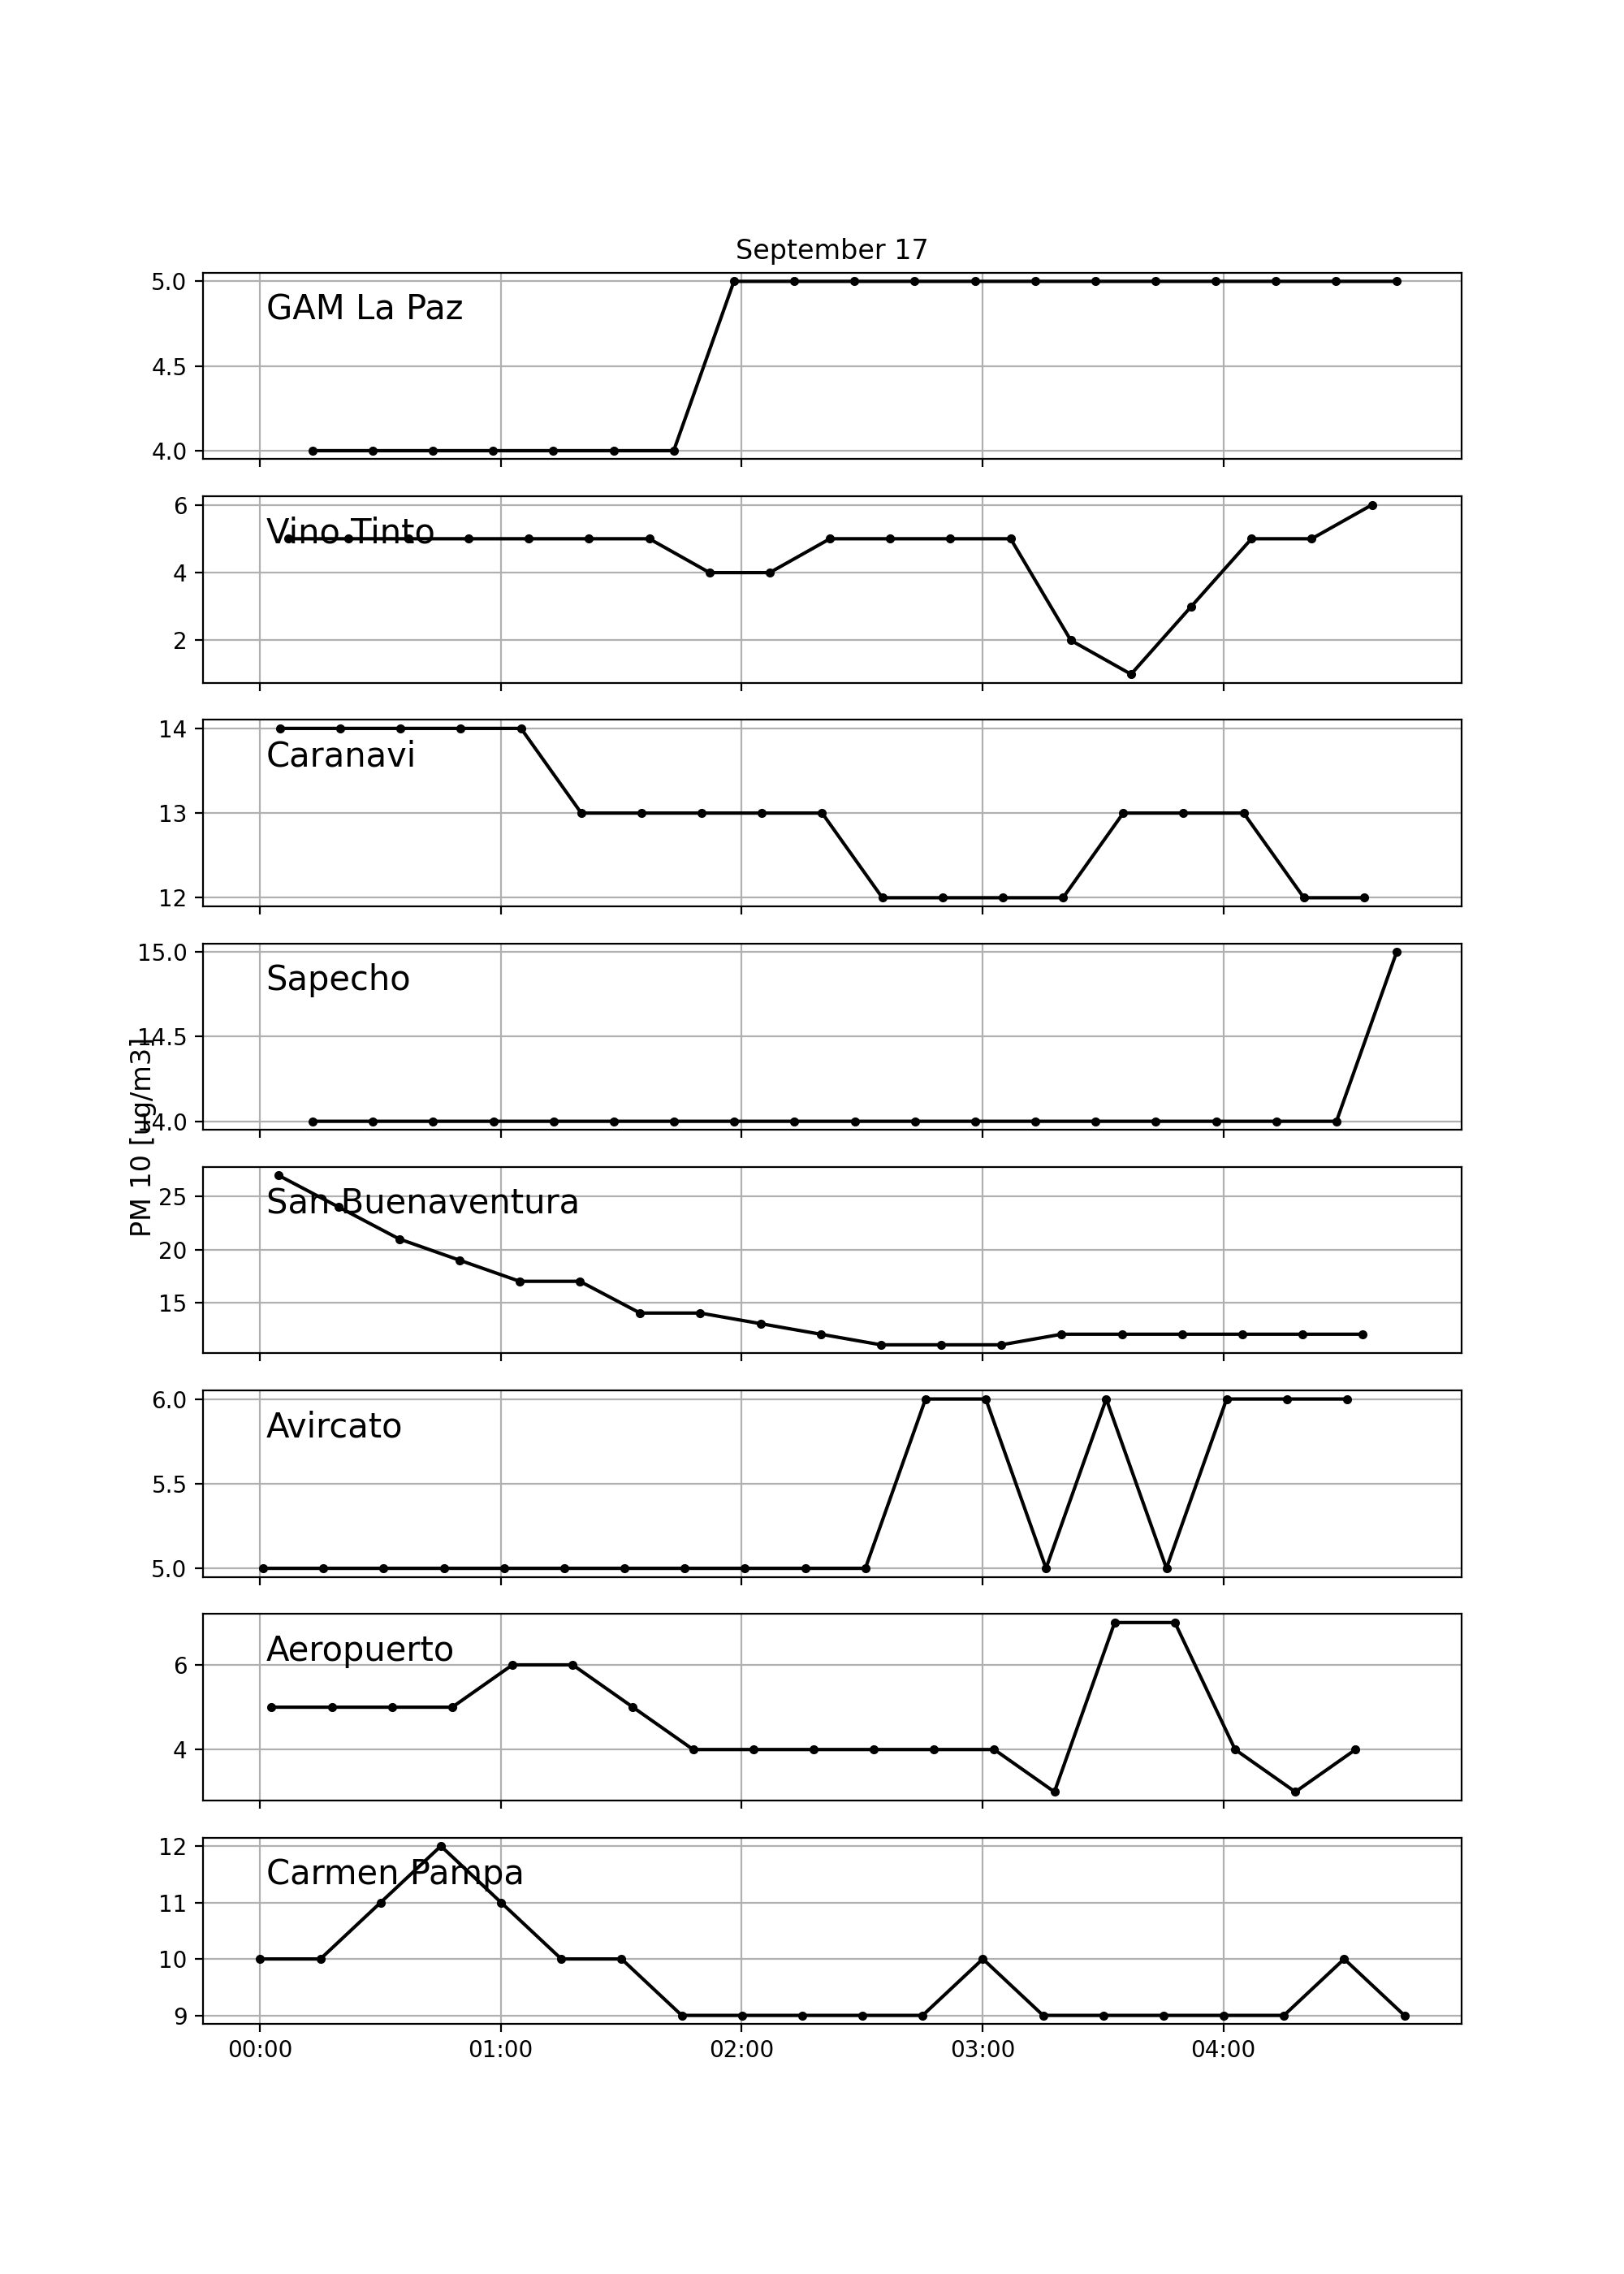 September 17
5.0
GAM La Paz
4.5
4.0
6
Vino Tinto
4
2
14
Caranavi
13
12
15.0
Sapecho
14.5
14.0
PM 10 [ug/m3]
25
San Buenaventura
20
15
6.0
Avircato
5.5
5.0
Aeropuerto
6
4
12
Carmen Pampa
11
10
9
00:00 01:00 02:00 03:00 04:00